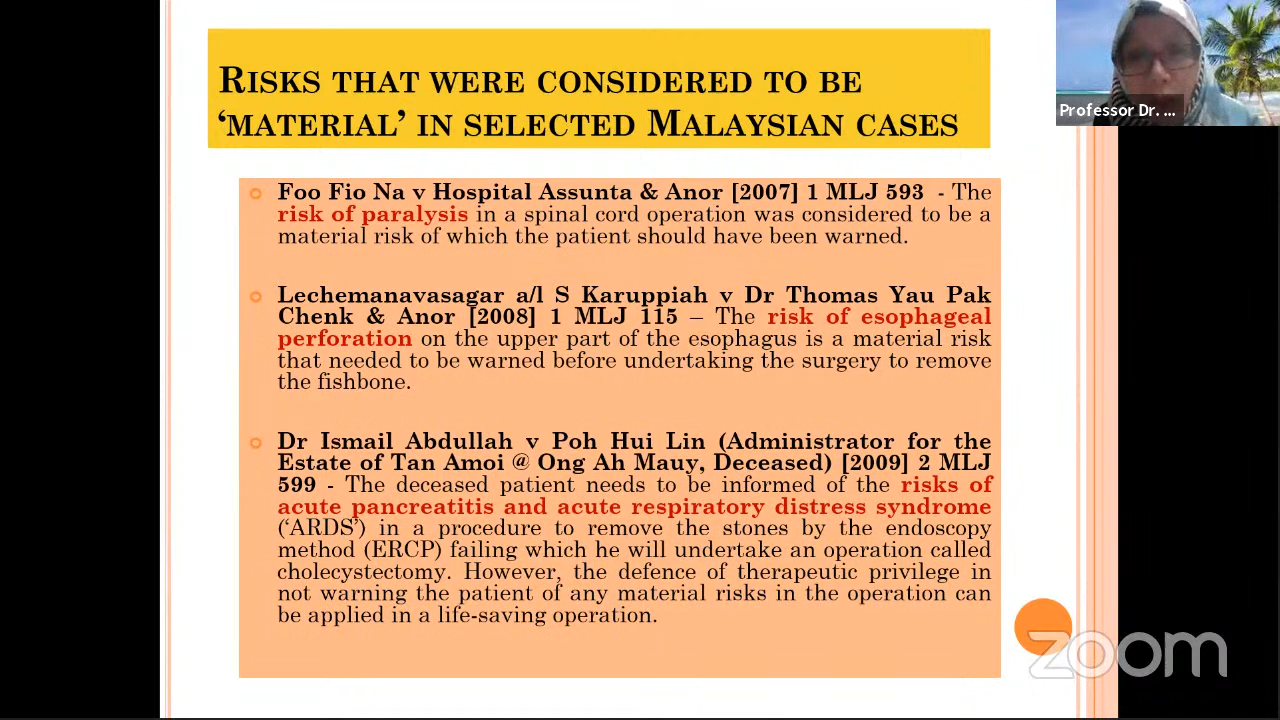 RISKS THAT WERE CONSIDERED TO BE
‘MATERIAL’ IN SELECTED MALAYSIAN CASES
Professor Dr. ...
Foo Fio Na v Hospital Assunta & Anor [2007] 1 MLJ 593 - The
risk of paralysis in a spinal cord operation was considered to be a
material risk of which the patient should have been warned.
Lechemanavasagar a/l S Karuppiah v Dr Thomas Yau Pak
Chenk & Anor [2008] 1 MLJ 115 – The risk of esophageal
perforation on the upper part of the esophagus is a material risk
that needed to be warned before undertaking the surgery to remove
the fishbone.
Dr Ismail Abdullah v Poh Hui Lin (Administrator for the
Estate of Tan Amoi @ Ong Ah Mauy, Deceased) [2009] 2 MLJ
599 - The deceased patient needs to be informed of the risks of
acute pancreatitis and acute respiratory distress syndrome
(‘ARDS’) in a procedure to remove the stones by the endoscopy
method (ERCP) failing which he will undertake an operation called
cholecystectomy. However, the defence of therapeutic privilege in
not warning the patient of any material risks in the operation can
be applied in a life-saving operation.
zoom